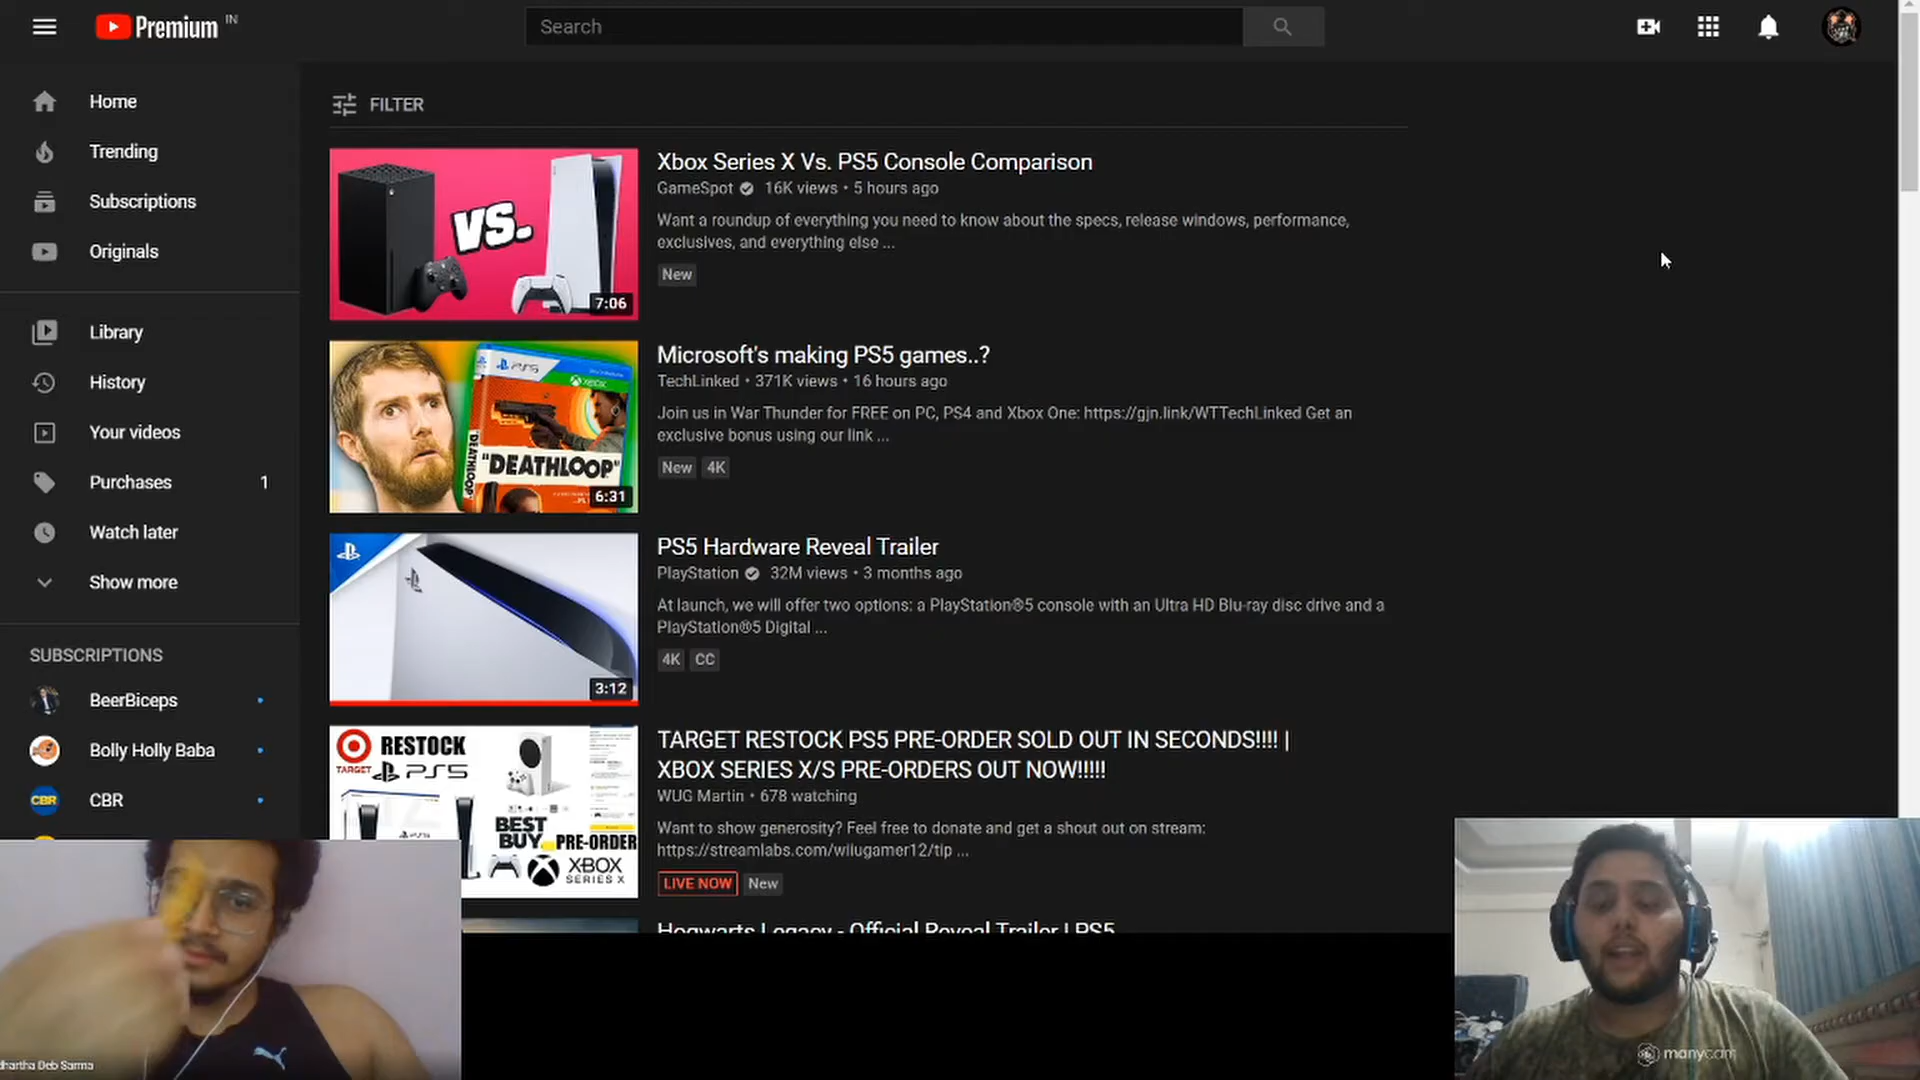 Premium IN
Search
Home
Trending
Subscriptions
Originals
Library
History
Your videos
Purchases 1
Watch later
Show more
SUBSCRIPTIONS
BeerBiceps
Bolly Holly Baba
CBR
FILTER
VS.
7:06
Xbox Series X Vs. PS5 Console Comparison
GameSpot 16K views • 5 hours ago
Want a roundup of everything you need to know about the specs, release windows, performance,
exclusives, and everything else ...
New
PS5
XBOX
DEATHLOOP
"DEATHLOOP"
6:31
Microsoft's making PS5 games..?
TechLinked • 371K views • 16 hours ago
Join us in War Thunder for FREE on PC, PS4 and Xbox One: https://gjn.link/WTTechLinked Get an
exclusive bonus using our link ...
New 4K
3:12
PS5 Hardware Reveal Trailer
PlayStation 32M views • 3 months ago
At launch, we will offer two options: a PlayStation®5 console with an Ultra HD Blu-ray disc drive and a
PlayStation®5 Digital ...
4K CC
RESTOCK
TARGET PS5
BEST
BUY PRE-ORDER
XBOX
SERIES X
TARGET RESTOCK PS5 PRE-ORDER SOLD OUT IN SECONDS!!!! |
XBOX SERIES X/S PRE-ORDERS OUT NOW!!!!!
WUG Martin • 678 watching
Want to show generosity? Feel free to donate and get a shout out on stream:
https://streamlabs.com/wiiugamer12/tip ...
LIVE NOW New
Hogwarts Legacy - Official Reveal Trailer | PS5
dhartha Deb Sarma
manycam